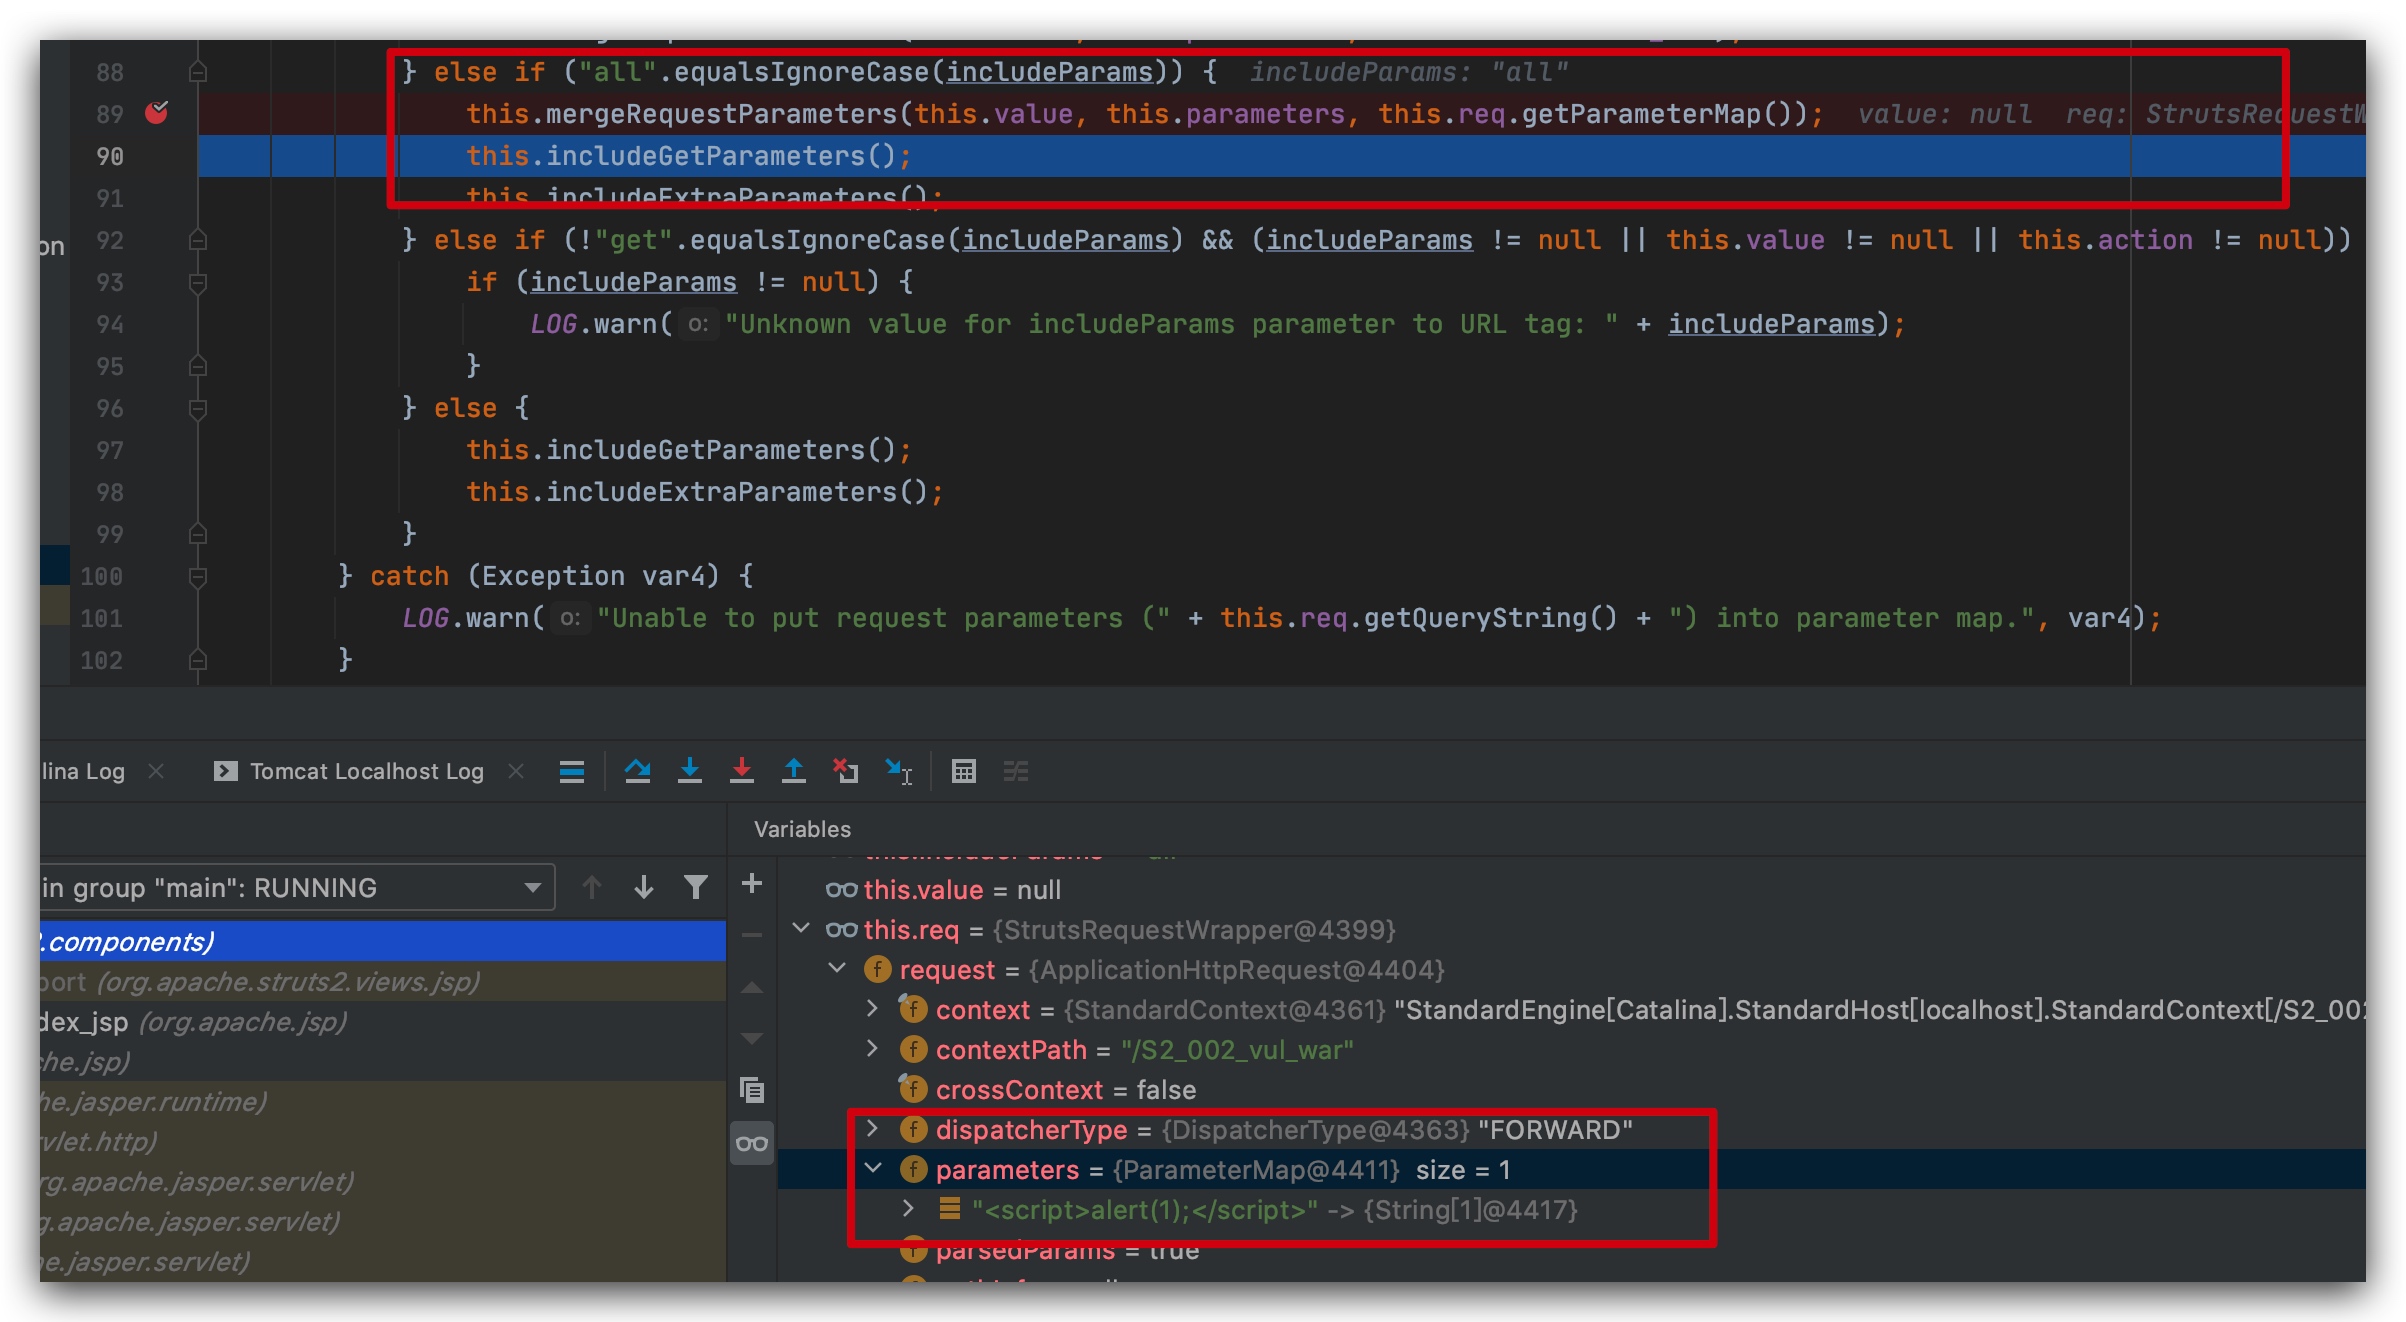 88 } else if ("all".equalsIgnoreCase(includeParams)) { includeParams: "all"
89 this.mergeRequestParameters(this.value, this.parameters, this.req.getParameterMap()); value: null req: StrutsRequestW
90 this.includeGetParameters();
91 this.includeExtraParameters();
on
92 } else if (!"get".equalsIgnoreCase(includeParams) && (includeParams != null || this.value != null || this.action != null))
93 if (includeParams != null) {
94 LOG.warn( o: "Unknown value for includeParams parameter to URL tag: " + includeParams);
95 }
96 } else {
97 this.includeGetParameters();
98 this.includeExtraParameters();
99 }
100 } catch (Exception var4) {
101 LOG.warn( o: "Unable to put request parameters (" + this.req.getQueryString() + ") into parameter map.", var4);
102 }
lina Log
Tomcat Localhost Log
Variables
in group "main": RUNNING
.components)
port (org.apache.struts2.views.jsp)
dex_jsp (org.apache.jsp)
che.jsp)
he.jasper.runtime)
rvlet.http)
rg.apache.jasper.servlet)
g.apache.jasper.servlet)
he.jasper.servlet)
this.value = null
this.req = {StrutsRequestWrapper@4399}
request = {ApplicationHttpRequest@4404}
context = {StandardContext@4361} "StandardEngine[Catalina].StandardHost[localhost].StandardContext[/S2_002
contextPath = "/S2_002_vul_war"
crossContext = false
dispatcherType = {DispatcherType@4363} "FORWARD"
parameters = {ParameterMap@4411} size = 1
"<script>alert(1);</script>" -> {String[1]@4417}
parsedParams = true